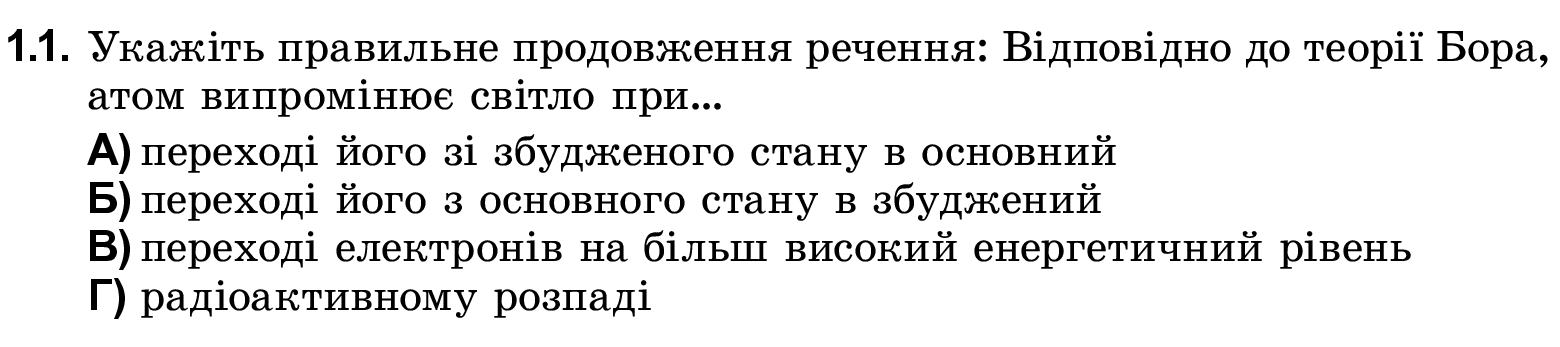 1.1. Укажіть правильне продовження речення: Відповідно до теорії Бора,
атом випромінює світло при...
А) переході його зі збудженого стану в основний
Б) переході його з основного стану в збуджений
В) переході електронів на більш високий енергетичний рівень
Г) радіоактивному розпаді